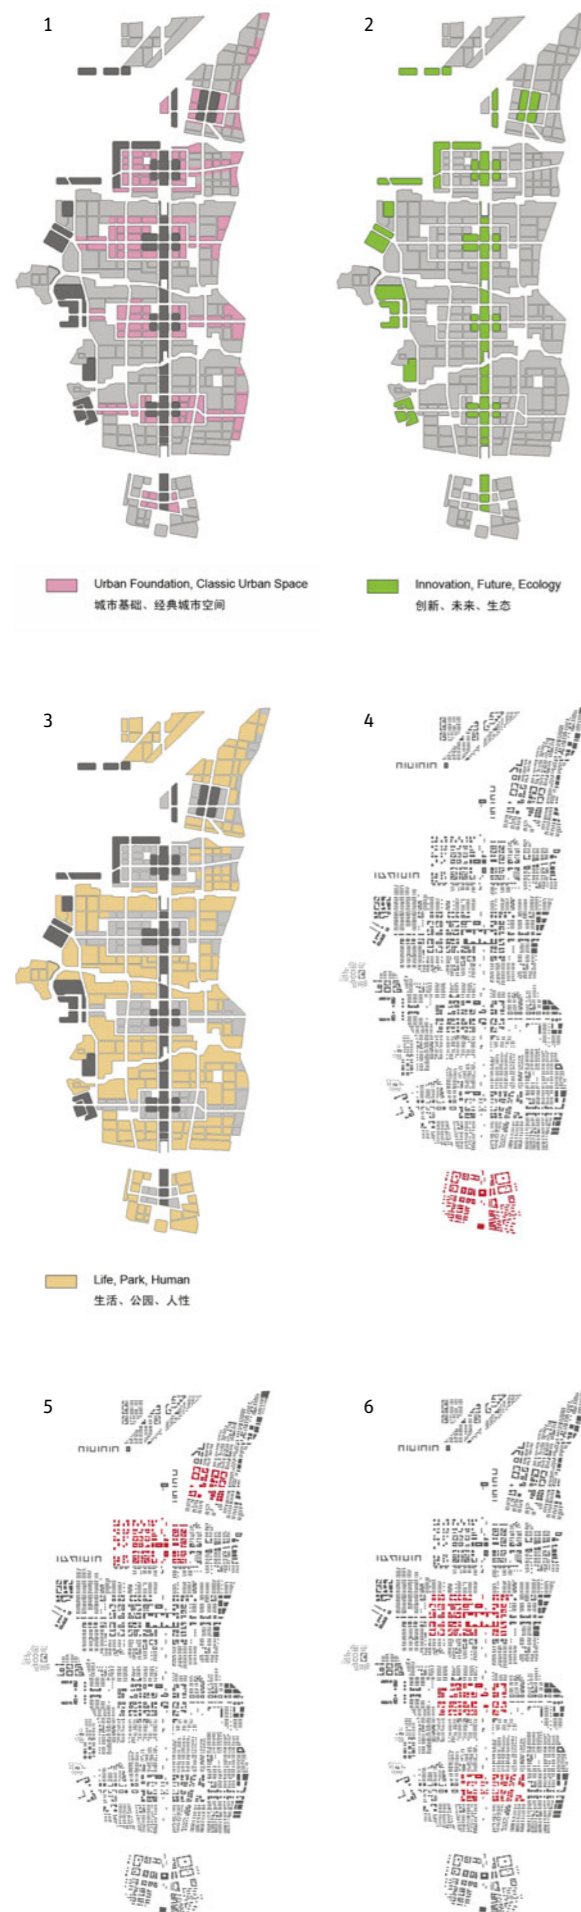 1
2
Urban Foundation, Classic Urban Space
城市基础、经典城市空间
Innovation, Future, Ecology
创新、未来、生态
3
4
Life, Park, Human
生活、公园、人性
5
6